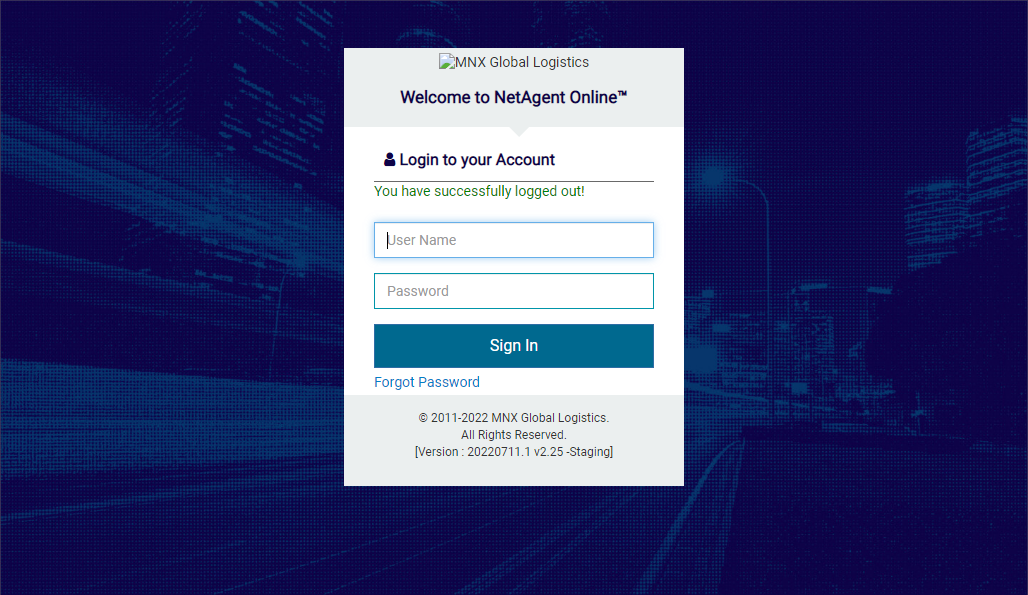 MNX Global Logistics
Welcome to NetAgent Online™
Login to your Account
You have successfully logged out!
User Name
Password
Sign In
Forgot Password
© 2011-2022 MNX Global Logistics.
All Rights Reserved.
[Version : 20220711.1 v2.25 -Staging]